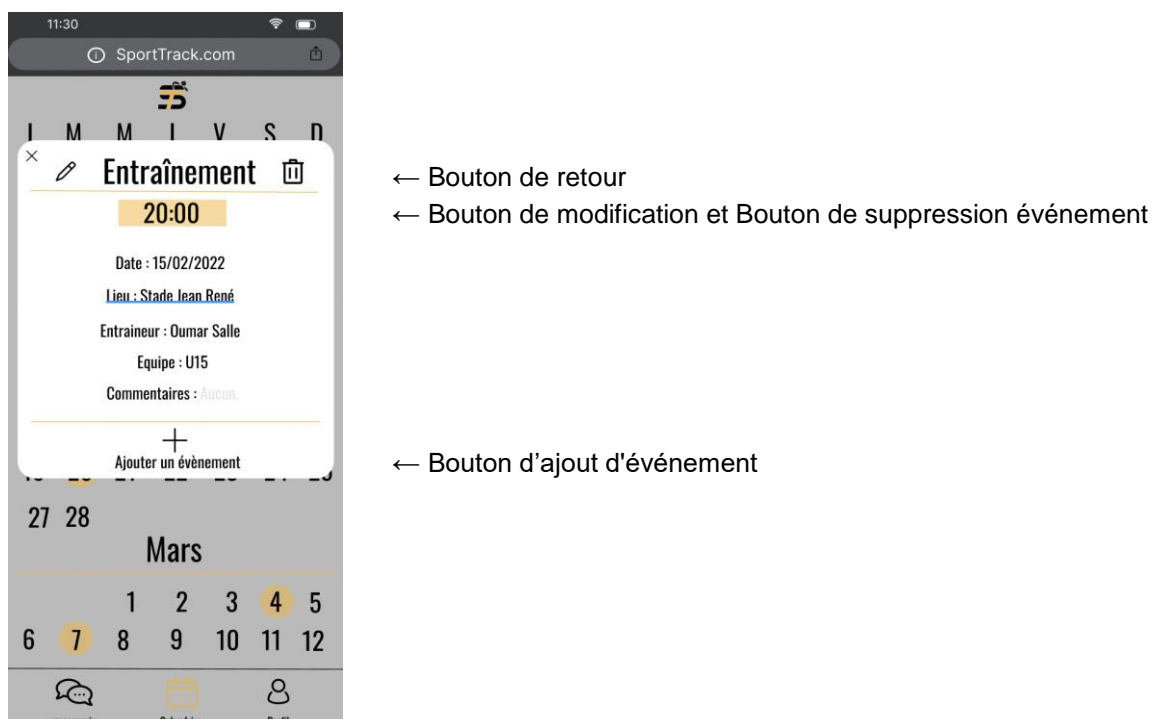 11:30
SportTrack.com
M M V S D
Entraînement
20:00
Date : 15/02/2022
Lieu : Stade Jean René
Entraineur : Oumar Salle
Equipe : U15
Commentaires : Aucun.
Ajouter un évènement
27 28
Mars
1 2 3 4 5
6 7 8 9 10 11 12
← Bouton de retour
← Bouton de modification et Bouton de suppression événement
← Bouton d’ajout d'événement